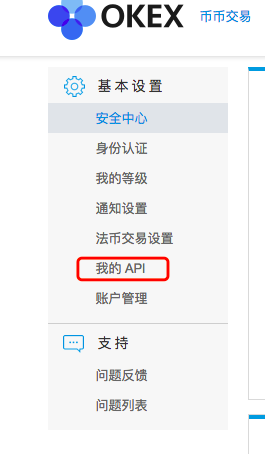 OKEX 币币交易
基本设置
安全中心
身份认证
我的等级
通知设置
法币交易设置
我的 API
账户管理
支持
问题反馈
问题列表